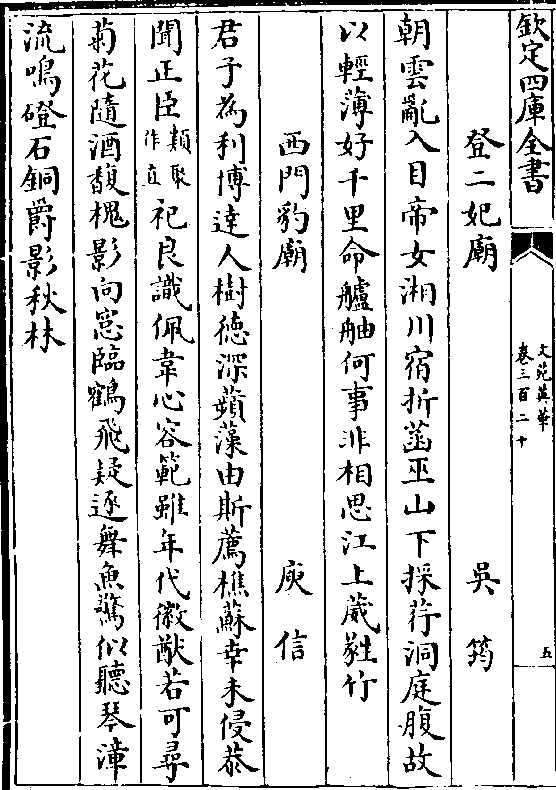 欽定四庫全書
文苑英華
卷三百二十
五
登二妃廟 吳筠
朝雲亂入目帝女湘川宿折菡巫山下採荇洞庭腹故
以輕薄好千里命艫舳何事非相思江上葳蕤竹
西門豹廟 庾信
君子為利博達人樹德深蘋藻由斯薦樵蘇幸未侵恭
聞正臣類聚作直祀良識佩韋心容範雖年代徽猷若可尋
菊花隨酒馥槐影向窓臨鶴飛疑逐舞魚驚似聽琴漳
流鳴磴石銅爵影秋林